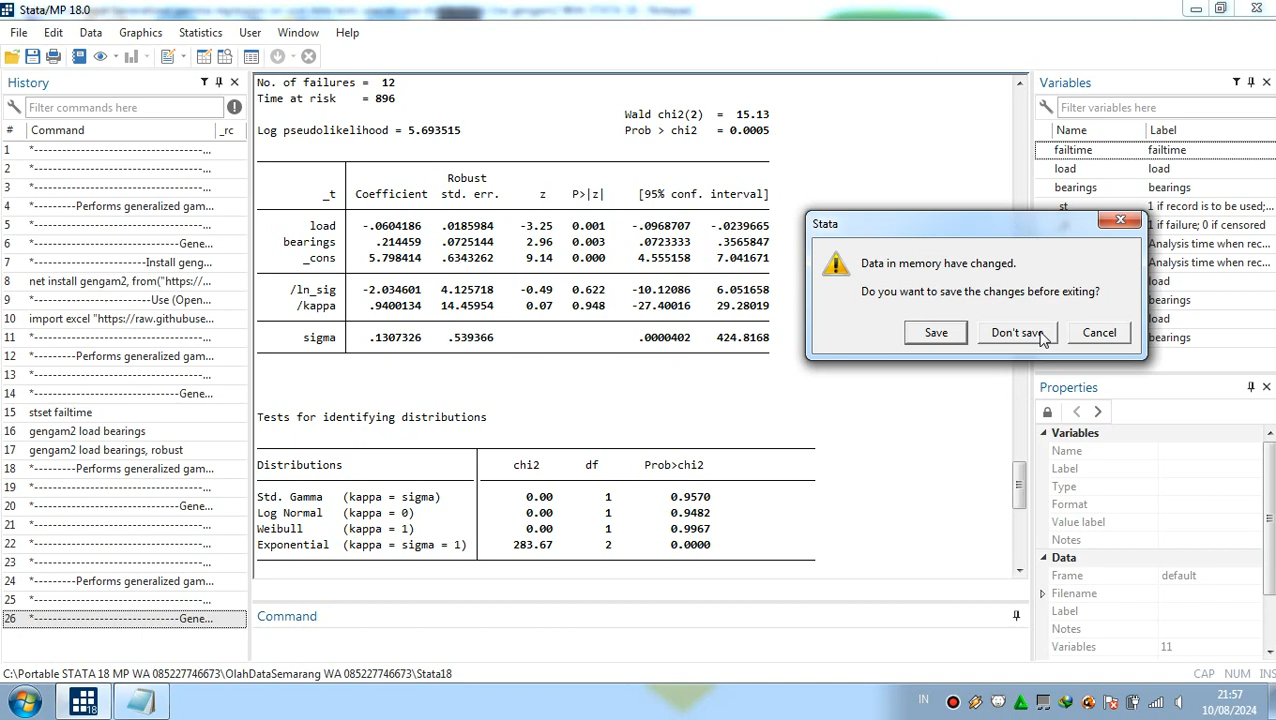 Stata/MP 18.0
File Edit Data Graphics Statistics User Window Help
History
Filter commands here
# Command _rc
1 *----------------------------------...
2 *----------------------------------...
3 *----------------------------------...
4 *---------Performs generalized gam...
5 *----------------------------------...
6 *------------------------------Gene...
7 *------------------------Install geng...
8 net install gengam2, from("https:/...
9 *-------------------------Use (Open...
10 import excel "https://raw.githubuse...
11 *----------------------------------...
12 *---------Performs generalized gam...
13 *----------------------------------...
14 *------------------------------Gene...
15 stset failtime
16 gengam2 load bearings
17 gengam2 load bearings, robust
18 *---------Performs generalized gam...
19 *----------------------------------...
20 *------------------------------Gene...
21 *----------------------------------...
22 *----------------------------------...
23 *----------------------------------...
24 *---------Performs generalized gam...
25 *----------------------------------...
26 *------------------------------Gene...
No. of failures = 12
Time at risk = 896
Wald chi2(2) = 15.13
Log pseudolikelihood = 5.693515 Prob > chi2 = 0.0005
Robust
_t Coefficient std. err. z P>|z| [95% conf. interval]
load -.0604186 .0185984 -3.25 0.001 -.0968707 -.0239665
bearings .214459 .0725144 2.96 0.003 .0723333 .3565847
_cons 5.798414 .6343262 9.14 0.000 4.555158 7.041671
/ln_sig -2.034601 4.125718 -0.49 0.622 -10.12086 6.051658
/kappa .9400134 14.45954 0.07 0.948 -27.40016 29.28019
sigma .1307326 .539366 .0000402 424.8168
Tests for identifying distributions
Distributions chi2 df Prob>chi2
Std. Gamma (kappa = sigma) 0.00 1 0.9570
Log Normal (kappa = 0) 0.00 1 0.9482
Weibull (kappa = 1) 0.00 1 0.9967
Exponential (kappa = sigma = 1) 283.67 2 0.0000
Command
Variables
Filter variables here
Name Label
failtime failtime
load load
bearings bearings
_st 1 if record is to be used;...
1 if failure; 0 if censored
Analysis time when rec...
Analysis time when rec...
load
bearings
load
bearings
Stata
Data in memory have changed.
Do you want to save the changes before exiting?
Save Don't save Cancel
Properties
Variables
Name
Label
Type
Format
Value label
Notes
Data
Frame default
Filename
Label
Notes
Variables 11
C:\Portable STATA 18 MP WA 085227746673\OlahDataSemarang WA 085227746673\Stata18
CAP NUM INS
18
IN
21:57
10/08/2024